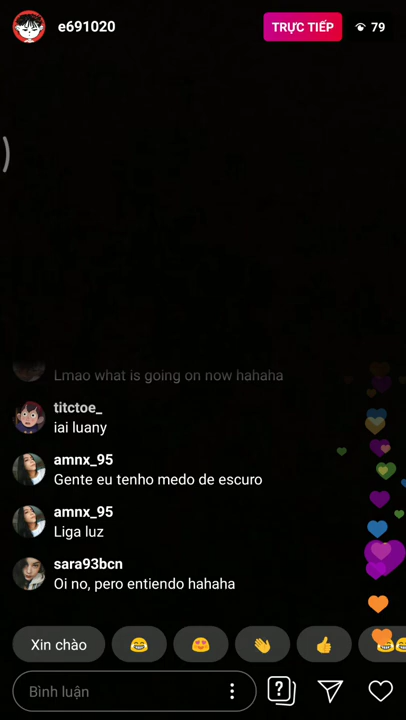 e691020
TRỰC TIẾP
79
Lmao what is going on now hahaha
titctoe_
iai luany
amnx_95
Gente eu tenho medo de escuro
amnx_95
Liga luz
sara93bcn
Oi no, pero entiendo hahaha
Xin chào
Bình luận